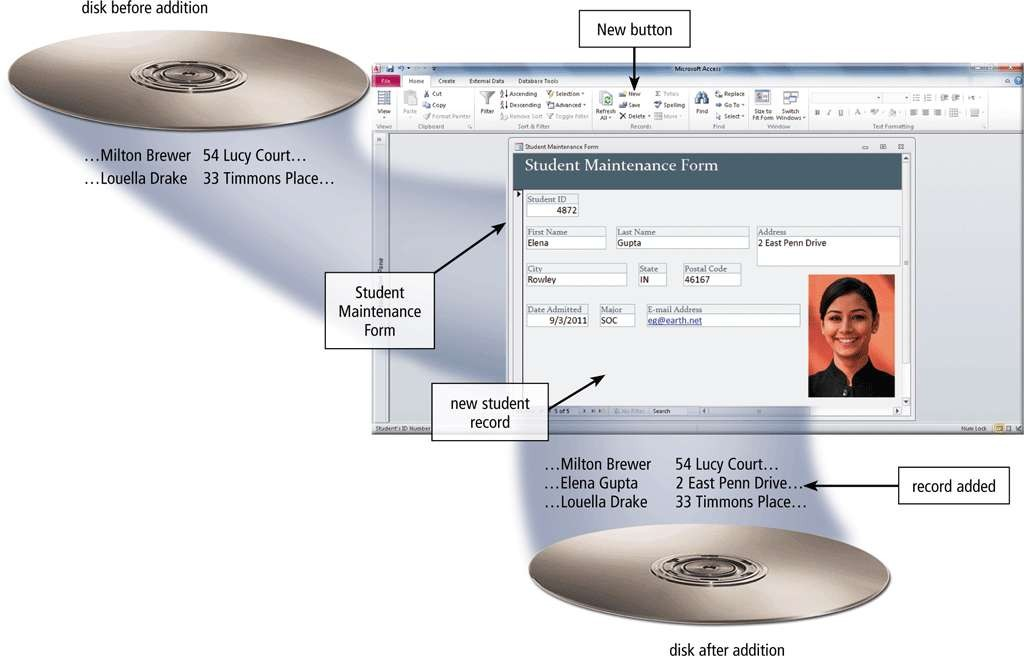 disk before addition
New button
Microsoft Access
File Home Create External Data Database Tools
View
Views
Paste
Cut
Copy
Format Painter
Clipboard
Filter
Ascending
Descending
Remove Sort
Selection
Advanced
Toggle Filter
Sort & Filter
Refresh
All
New
Save
Delete
Totals
Spelling
More
Records
Find
Replace
Go To
Select
Find
Size to
Fit Form
Switch
Windows
Window
B I U
Text Formatting
…Milton Brewer 54 Lucy Court…
…Louella Drake 33 Timmons Place…
Student Maintenance Form
Student Maintenance Form
Student ID
4872
First Name Last Name Address
Elena Gupta 2 East Penn Drive
City State Postal Code
Rowley IN 46167
Date Admitted Major E-mail Address
9/3/2011 SOC eg@earth.net
Student
Maintenance
Form
new student
record
5 of 5 No Filter Search
Student's ID Number
Num Lock
…Milton Brewer 54 Lucy Court…
…Elena Gupta 2 East Penn Drive…
…Louella Drake 33 Timmons Place…
record added
disk after addition